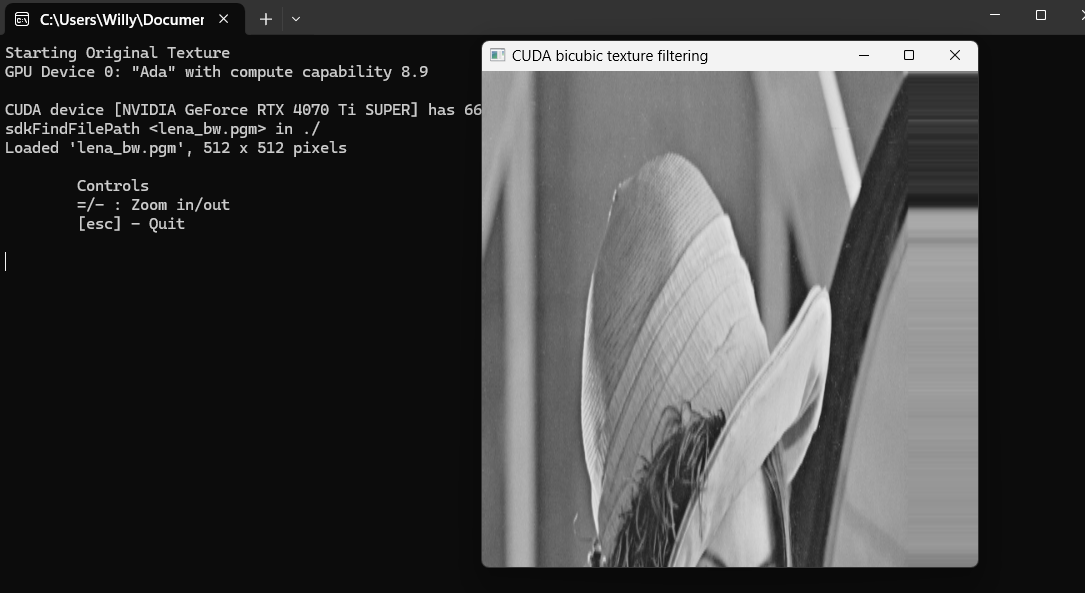 C:\Users\Willy\Documer
Starting Original Texture
GPU Device 0: "Ada" with compute capability 8.9
CUDA device [NVIDIA GeForce RTX 4070 Ti SUPER] has 66
sdkFindFilePath <lena_bw.pgm> in ./
Loaded 'lena_bw.pgm', 512 x 512 pixels
Controls
=/- : Zoom in/out
[esc] - Quit
CUDA bicubic texture filtering